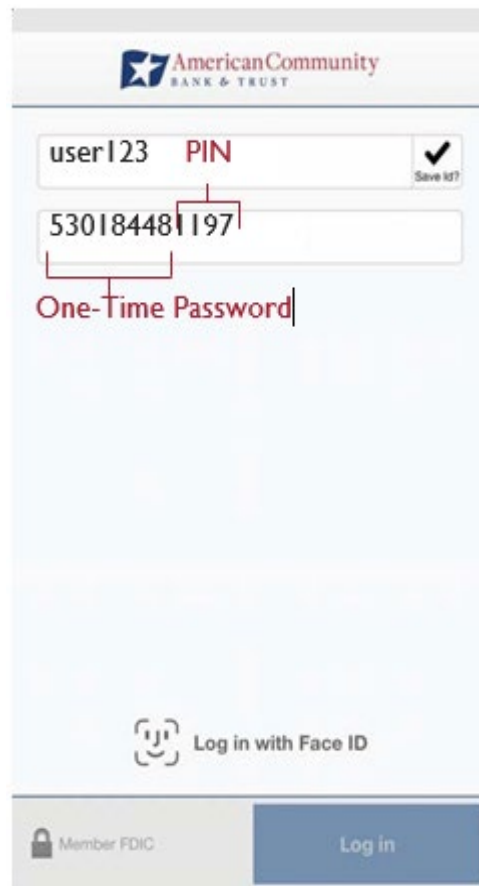 American Community
BANK & TRUST
user123 PIN
Save Id?
530184481197
One-Time Password
Log in with Face ID
Member FDIC
Log in